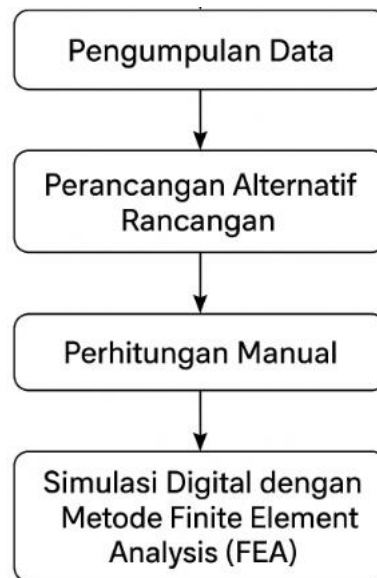 Pengumpulan Data
Perancangan Alternatif
Rancangan
Perhitungan Manual
Simulasi Digital dengan
Metode Finite Element
Analysis (FEA)